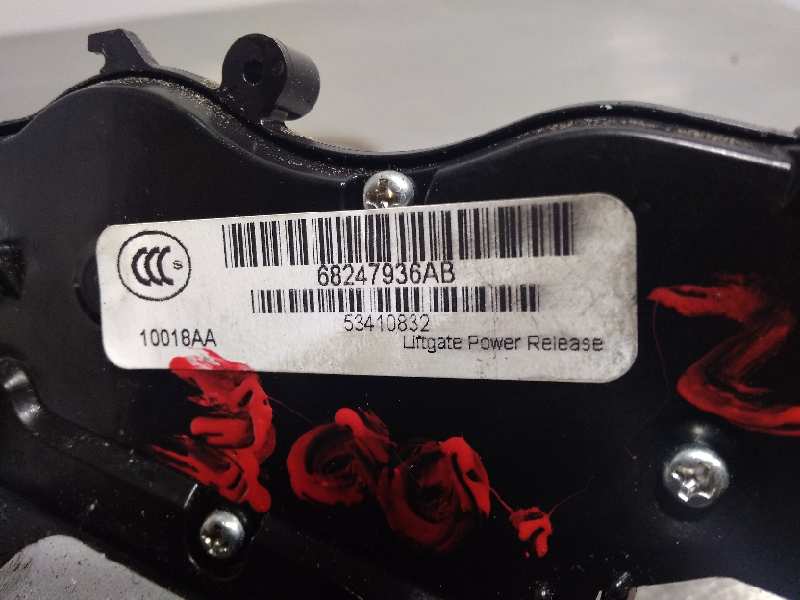 CCC S
68247936AB
53410832
10018AA
Liftgate Power Release